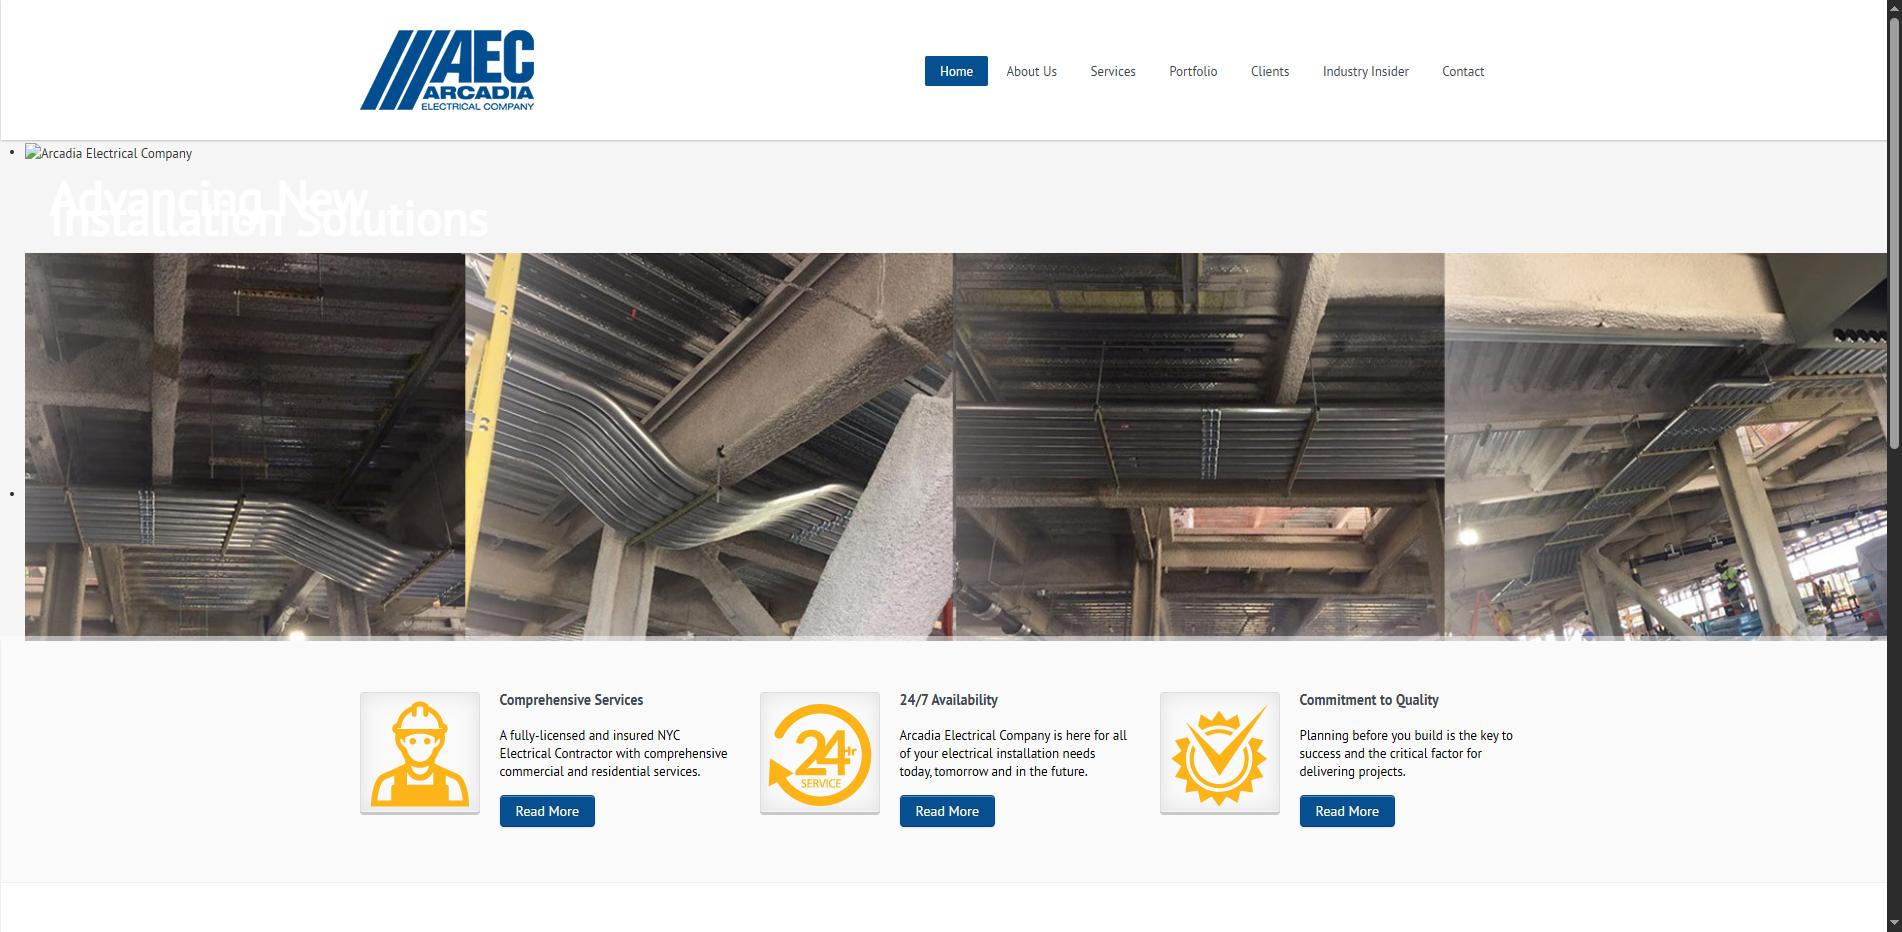 AEC
ARCADIA
ELECTRICAL COMPANY
Home
About Us
Services
Portfolio
Clients
Industry Insider
Contact
Arcadia Electrical Company
Advancing New
Installation Solutions
Comprehensive Services
A fully-licensed and insured NYC
Electrical Contractor with comprehensive
commercial and residential services.
Read More
24Hr
SERVICE
24/7 Availability
Arcadia Electrical Company is here for all
of your electrical installation needs
today, tomorrow and in the future.
Read More
Commitment to Quality
Planning before you build is the key to
success and the critical factor for
delivering projects.
Read More